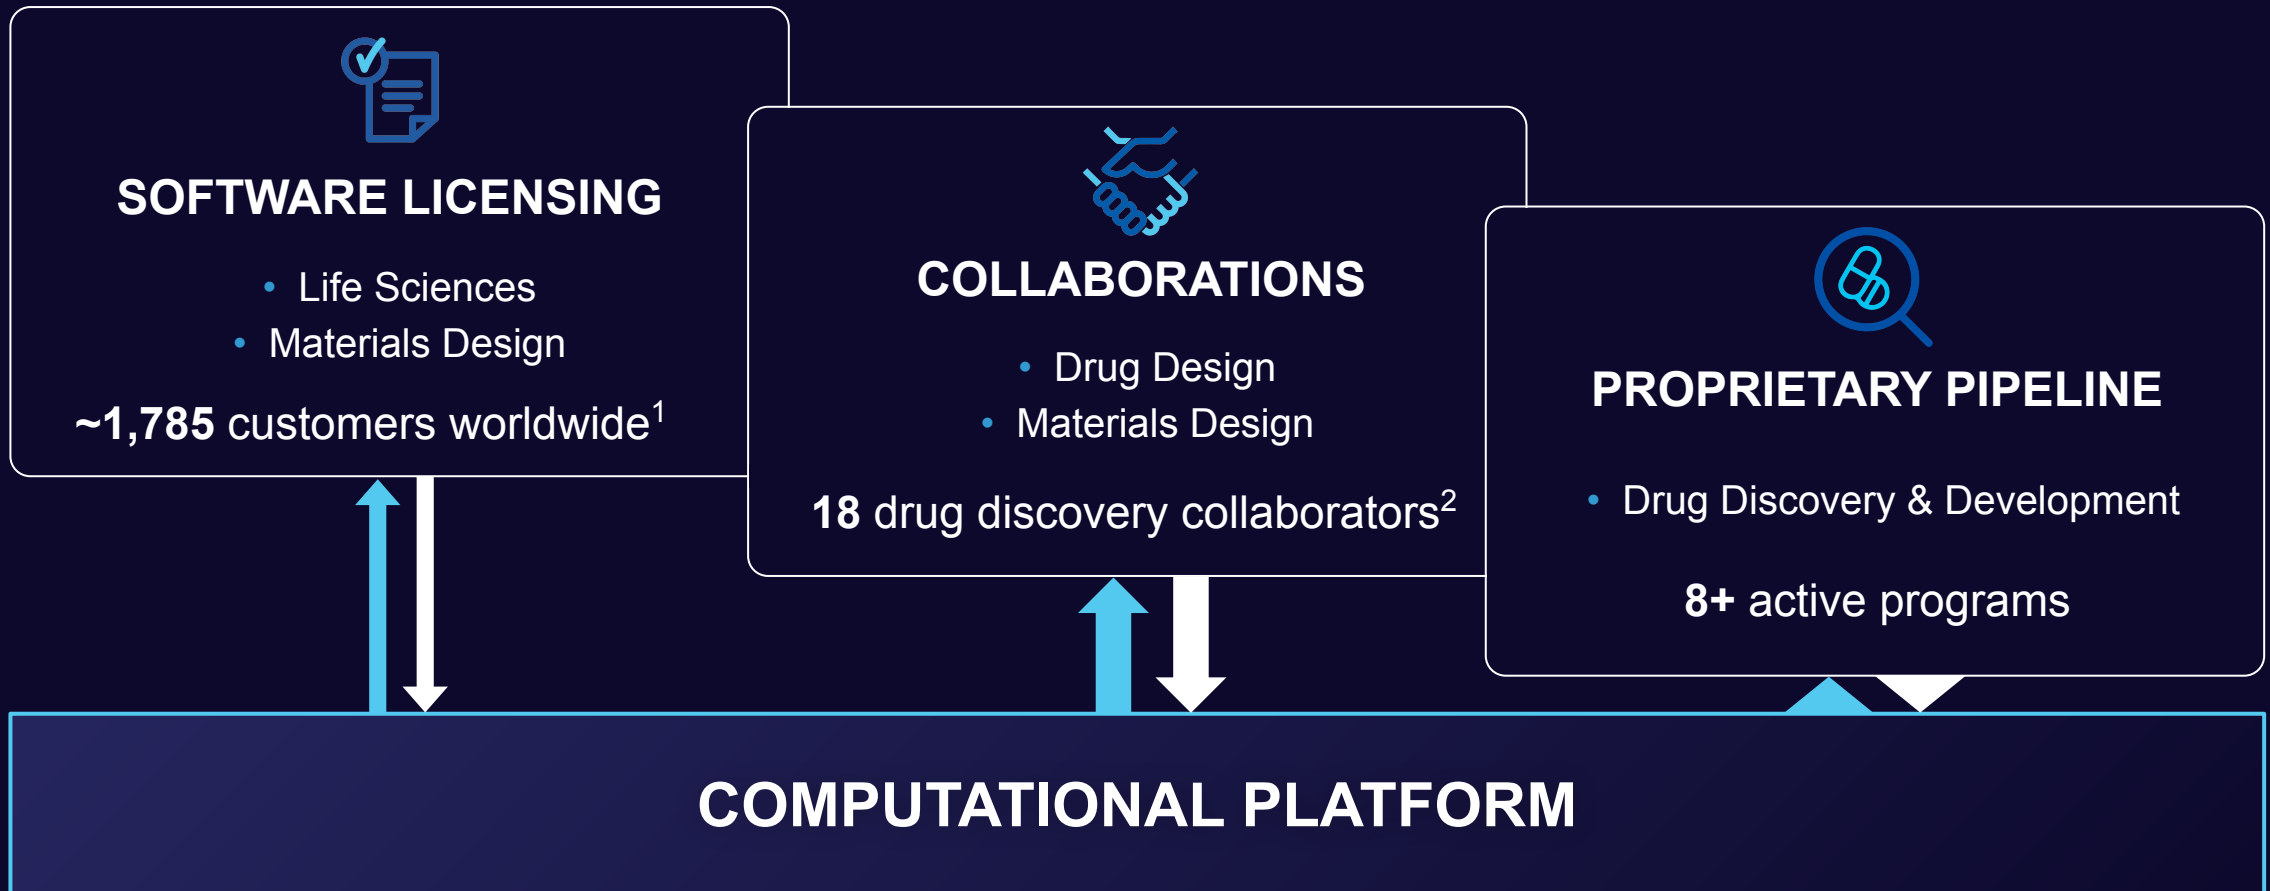 SOFTWARE LICENSING
• Life Sciences
• Materials Design
~1,785 customers worldwide¹
COLLABORATIONS
• Drug Design
• Materials Design
18 drug discovery collaborators²
PROPRIETARY PIPELINE
• Drug Discovery & Development
8+ active programs
COMPUTATIONAL PLATFORM